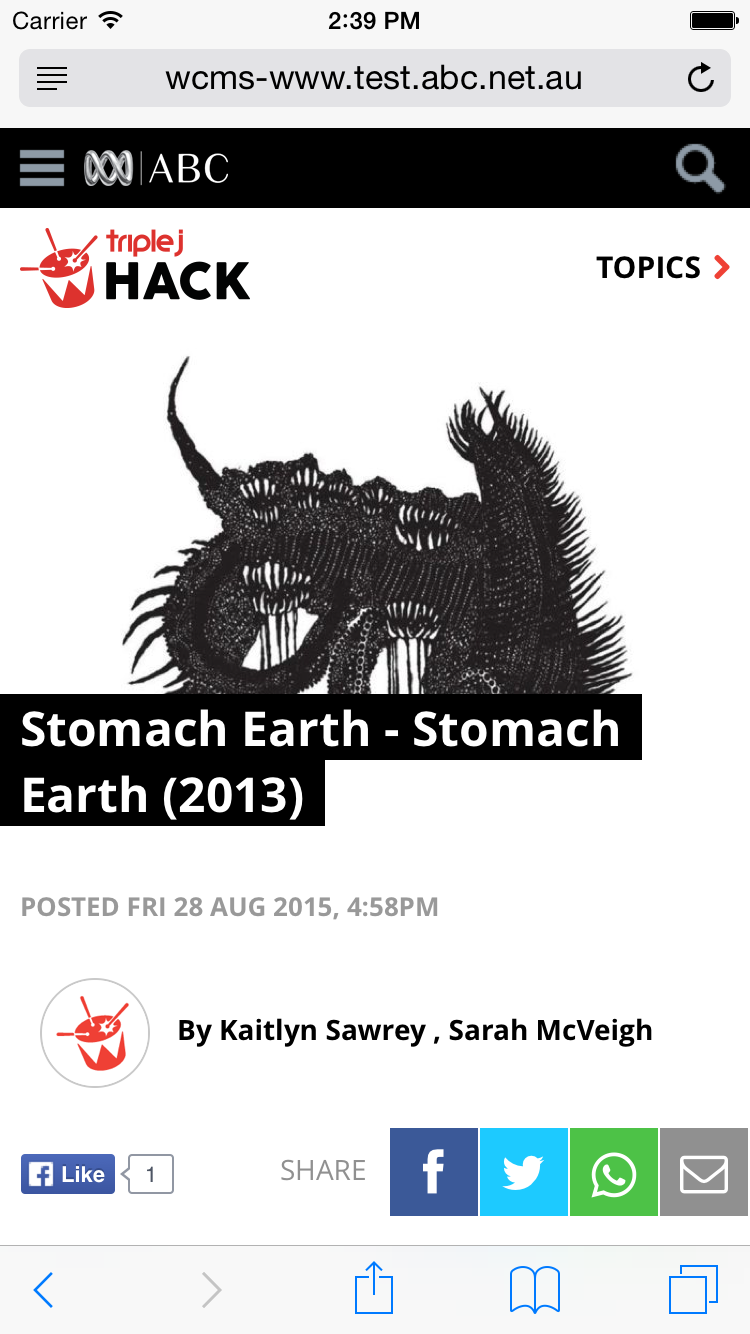 Carrier 2:39 PM
wcms-www.test.abc.net.au
ABC
triple j
HACK
TOPICS
Stomach Earth - Stomach
Earth (2013)
POSTED FRI 28 AUG 2015, 4:58PM
By Kaitlyn Sawrey , Sarah McVeigh
Like 1 SHARE